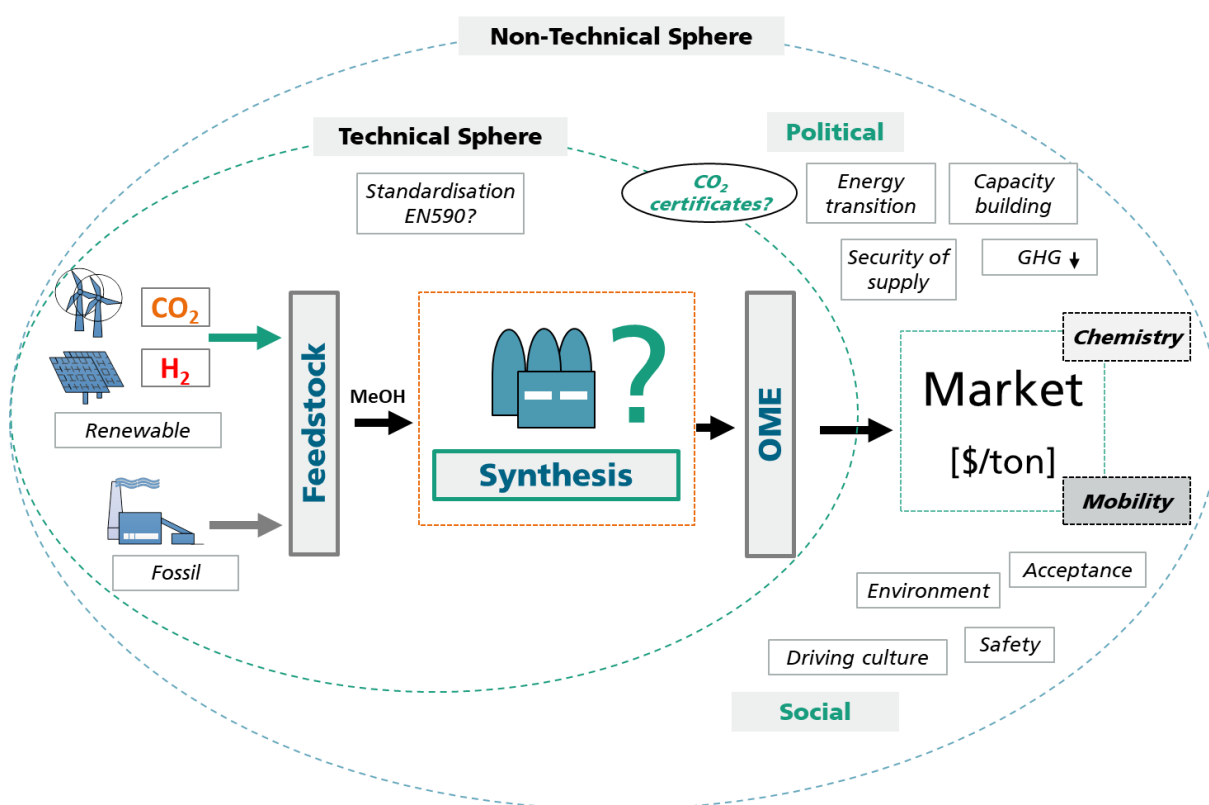 Non-Technical Sphere
Technical Sphere
Political
Standardisation
EN590?
CO₂
certificates?
Energy
transition
Capacity
building
Security of
supply
GHG ↓
CO₂
H₂
Renewable
Fossil
Feedstock
MeOH
?
Synthesis
OME
Chemistry
Market
[$/ton]
Mobility
Environment
Acceptance
Driving culture
Safety
Social